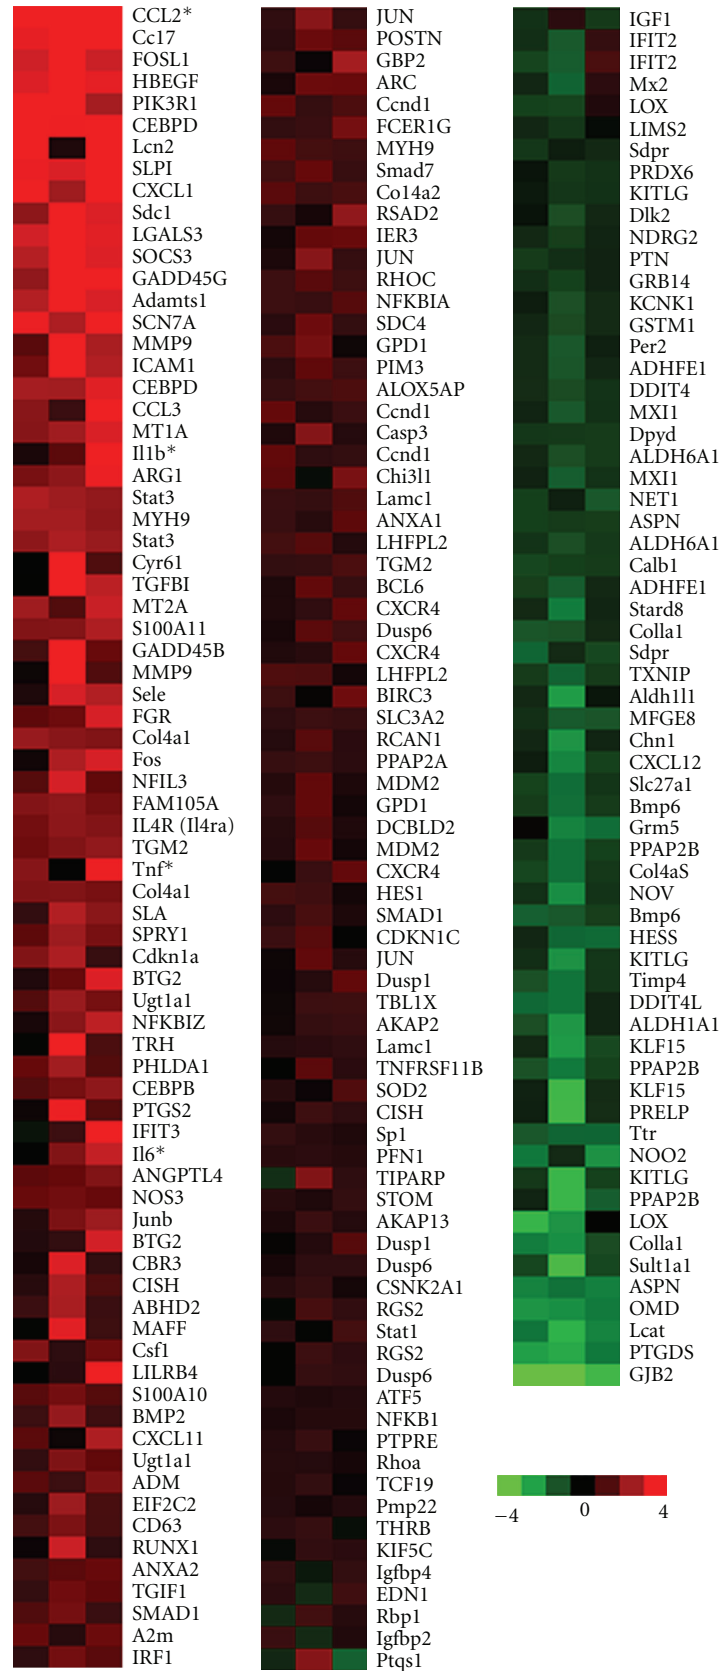 CCL2*
Cc17
FOSL1
HBEGF
PIK3R1
CEBPD
Lcn2
SLPI
CXCL1
Sdc1
LGALS3
SOCS3
GADD45G
Adamts1
SCN7A
MMP9
ICAM1
CEBPD
CCL3
MT1A
Il1b*
ARG1
Stat3
MYH9
Stat3
Cyr61
TGFBI
MT2A
S100A11
GADD45B
MMP9
Sele
FGR
Col4a1
Fos
NFIL3
FAM105A
IL4R (Il4ra)
TGM2
Tnf*
Col4a1
SLA
SPRY1
Cdkn1a
BTG2
Ugt1a1
NFKBIZ
TRH
PHLDA1
CEBPB
PTGS2
IFIT3
Il6*
ANGPTL4
NOS3
Junb
BTG2
CBR3
CISH
ABHD2
MAFF
Csf1
LILRB4
S100A10
BMP2
CXCL11
Ugt1a1
ADM
EIF2C2
CD63
RUNX1
ANXA2
TGIF1
SMAD1
A2m
IRF1
JUN
POSTN
GBP2
ARC
Ccnd1
FCER1G
MYH9
Smad7
Co14a2
RSAD2
IER3
JUN
RHOC
NFKBIA
SDC4
GPD1
PIM3
ALOX5AP
Ccnd1
Casp3
Ccnd1
Chi3l1
Lamc1
ANXA1
LHFPL2
TGM2
BCL6
CXCR4
Dusp6
CXCR4
LHFPL2
BIRC3
SLC3A2
RCAN1
PPAP2A
MDM2
GPD1
DCBLD2
MDM2
CXCR4
HES1
SMAD1
CDKN1C
JUN
Dusp1
TBL1X
AKAP2
Lamc1
TNFRSF11B
SOD2
CISH
Sp1
PFN1
TIPARP
STOM
AKAP13
Dusp1
Dusp6
CSNK2A1
RGS2
Stat1
RGS2
Dusp6
ATF5
NFKB1
PTPRE
Rhoa
TCF19
Pmp22
THRB
KIF5C
Igfbp4
EDN1
Rbp1
Igfbp2
Ptqs1
IGF1
IFIT2
IFIT2
Mx2
LOX
LIMS2
Sdpr
PRDX6
KITLG
Dlk2
NDRG2
PTN
GRB14
KCNK1
GSTM1
Per2
ADHFE1
DDIT4
MXI1
Dpyd
ALDH6A1
MXI1
NET1
ASPN
ALDH6A1
Calb1
ADHFE1
Stard8
Colla1
Sdpr
TXNIP
Aldh1l1
MFGE8
Chn1
CXCL12
Slc27a1
Bmp6
Grm5
PPAP2B
Col4aS
NOV
Bmp6
HESS
KITLG
Timp4
DDIT4L
ALDH1A1
KLF15
PPAP2B
KLF15
PRELP
Ttr
NOO2
KITLG
PPAP2B
LOX
Colla1
Sult1a1
ASPN
OMD
Lcat
PTGDS
GJB2
−4 0 4